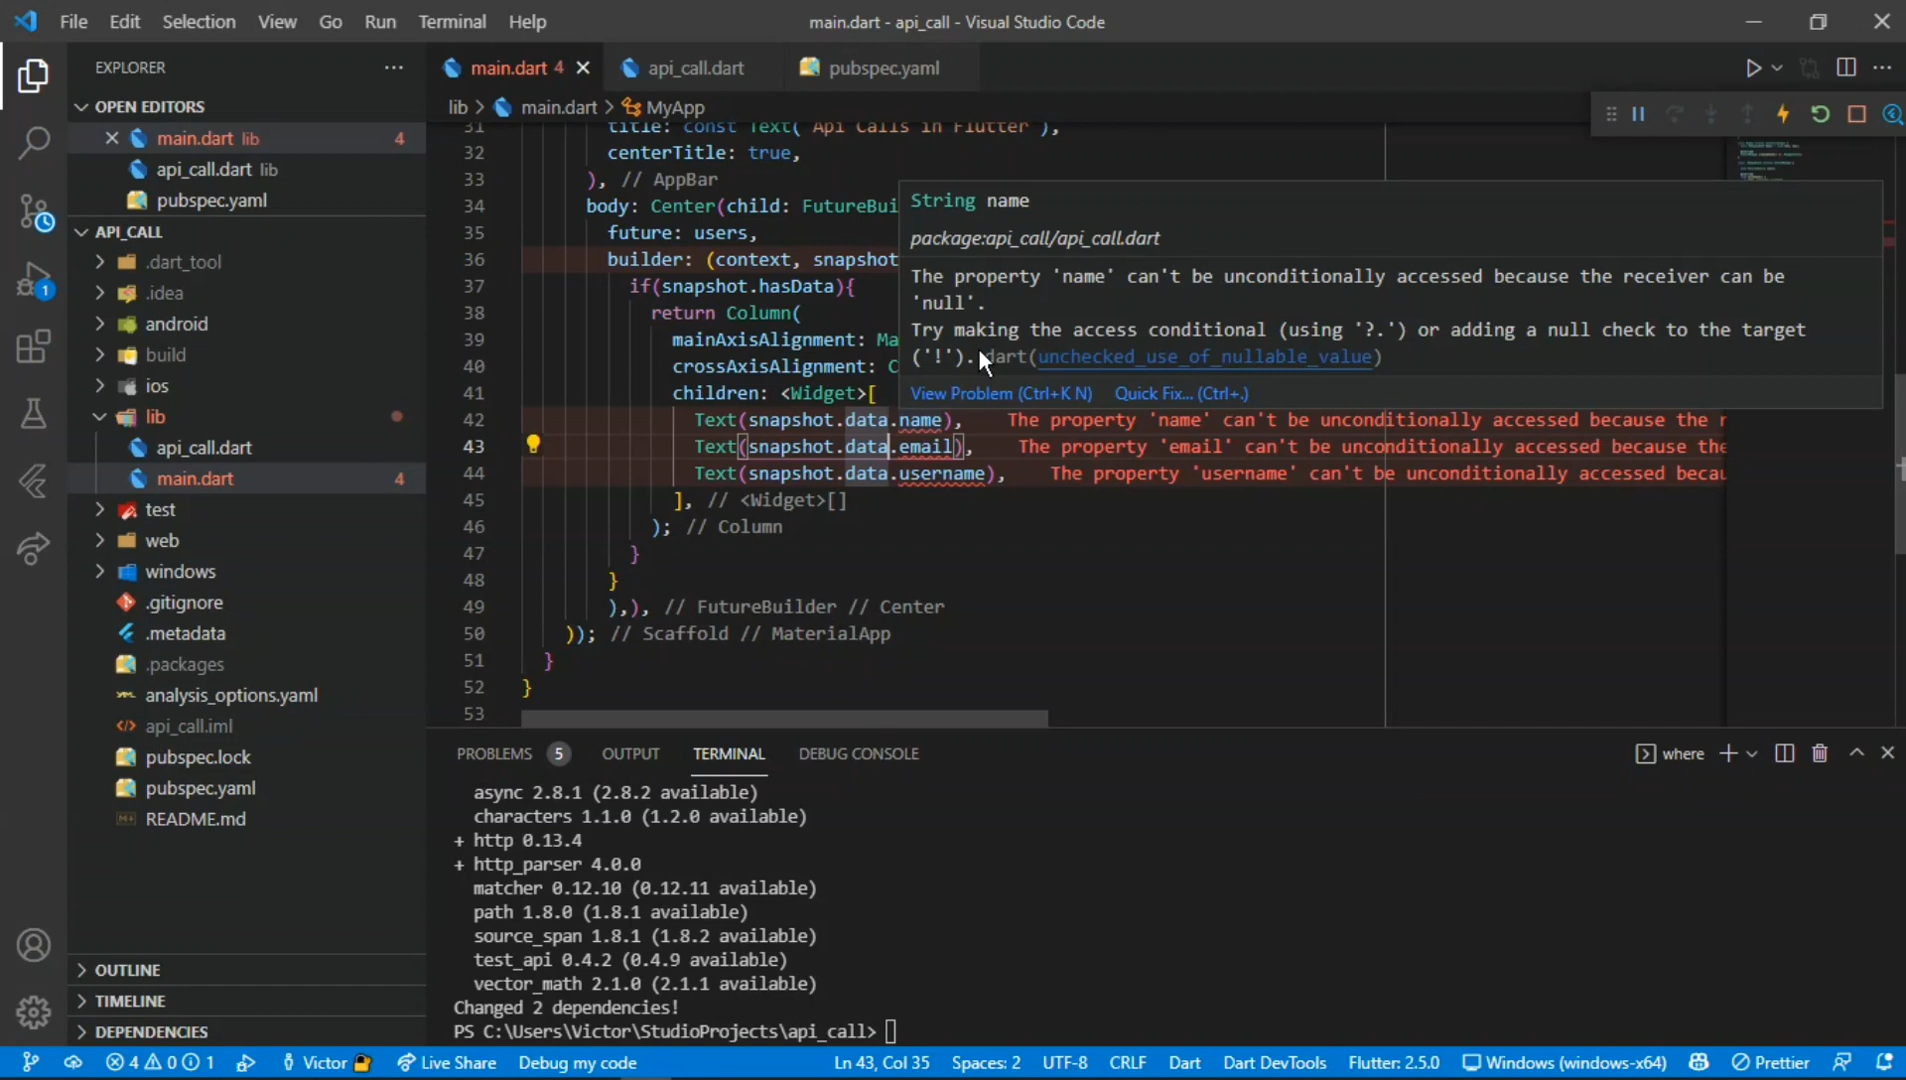 File Edit Selection View Go Run Terminal Help
main.dart - api_call - Visual Studio Code
EXPLORER
OPEN EDITORS
main.dart lib 4
api_call.dart lib
pubspec.yaml
API_CALL
.dart_tool
.idea
android
build
ios
lib
api_call.dart
main.dart 4
test
web
windows
.gitignore
.metadata
.packages
analysis_options.yaml
api_call.iml
pubspec.lock
pubspec.yaml
README.md
OUTLINE
TIMELINE
DEPENDENCIES
1
main.dart 4
api_call.dart
pubspec.yaml
lib > main.dart > MyApp
31 title: const Text('Api Calls in Flutter'),
32 centerTitle: true,
33 ), // AppBar
34 body: Center(child: FutureBui
35 future: users,
36 builder: (context, snapshot
37 if(snapshot.hasData){
38 return Column(
39 mainAxisAlignment: Ma
40 crossAxisAlignment: C
41 children: <Widget>[
42 Text(snapshot.data.name), The property 'name' can't be unconditionally accessed because the r
43 Text(snapshot.data.email), The property 'email' can't be unconditionally accessed because the
44 Text(snapshot.data.username), The property 'username' can't be unconditionally accessed becau
45 ], // <Widget>[]
46 ); // Column
47 }
48 }
49 ),), // FutureBuilder // Center
50 )); // Scaffold // MaterialApp
51 }
52 }
53
String name
package:api_call/api_call.dart
The property 'name' can't be unconditionally accessed because the receiver can be
'null'.
Try making the access conditional (using '?.') or adding a null check to the target
('!'). dart(unchecked_use_of_nullable_value)
View Problem (Ctrl+K N) Quick Fix... (Ctrl+.)
PROBLEMS 5 OUTPUT TERMINAL DEBUG CONSOLE
where
async 2.8.1 (2.8.2 available)
characters 1.1.0 (1.2.0 available)
+ http 0.13.4
+ http_parser 4.0.0
matcher 0.12.10 (0.12.11 available)
path 1.8.0 (1.8.1 available)
source_span 1.8.1 (1.8.2 available)
test_api 0.4.2 (0.4.9 available)
vector_math 2.1.0 (2.1.1 available)
Changed 2 dependencies!
PS C:\Users\Victor\StudioProjects\api_call>
4 0 1 Victor Live Share Debug my code Ln 43, Col 35 Spaces: 2 UTF-8 CRLF Dart Dart DevTools Flutter: 2.5.0 Windows (windows-x64) Prettier